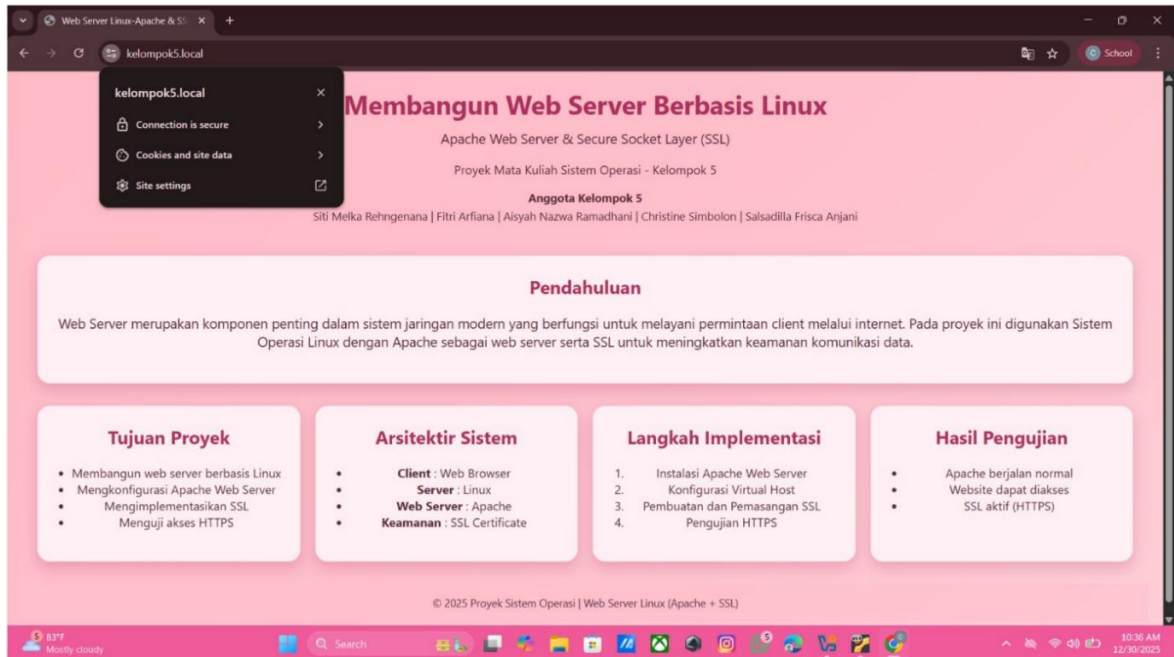 Web Server Linux-Apache & SS
kelompok5.local
School
kelompok5.local
Connection is secure
Cookies and site data
Site settings
Membangun Web Server Berbasis Linux
Apache Web Server & Secure Socket Layer (SSL)
Proyek Mata Kuliah Sistem Operasi - Kelompok 5
Anggota Kelompok 5
Siti Melka Rehngenana | Fitri Arfiana | Aisyah Nazwa Ramadhani | Christine Simbolon | Salsadilla Frisca Anjani
Pendahuluan
Web Server merupakan komponen penting dalam sistem jaringan modern yang berfungsi untuk melayani permintaan client melalui internet. Pada proyek ini digunakan Sistem
Operasi Linux dengan Apache sebagai web server serta SSL untuk meningkatkan keamanan komunikasi data.
Tujuan Proyek
• Membangun web server berbasis Linux
• Mengkonfigurasi Apache Web Server
• Mengimplementasikan SSL
• Menguji akses HTTPS
Arsitektir Sistem
• Client : Web Browser
• Server : Linux
• Web Server : Apache
• Keamanan : SSL Certificate
Langkah Implementasi
1. Instalasi Apache Web Server
2. Konfigurasi Virtual Host
3. Pembuatan dan Pemasangan SSL
4. Pengujian HTTPS
Hasil Pengujian
• Apache berjalan normal
• Website dapat diakses
• SSL aktif (HTTPS)
© 2025 Proyek Sistem Operasi | Web Server Linux (Apache + SSL)
5
83°F
Mostly cloudy
Search
5
10:36 AM
12/30/2025